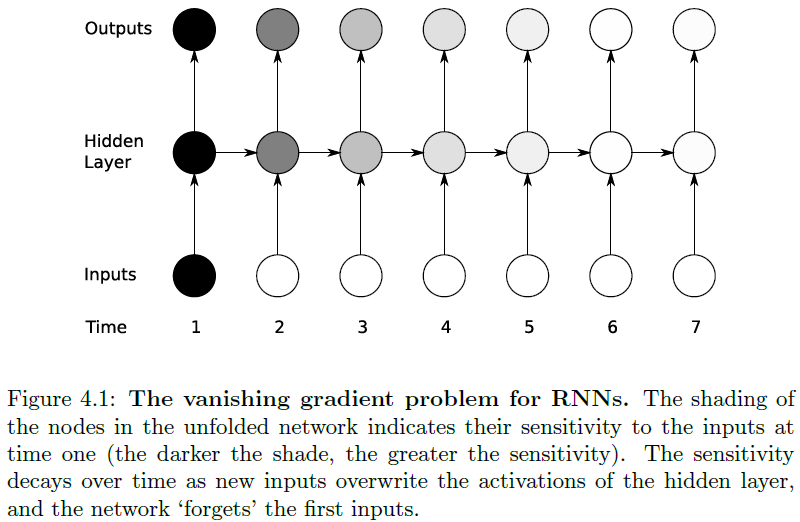 Outputs
Hidden
Layer
Inputs
Time 1 2 3 4 5 6 7
Figure 4.1: The vanishing gradient problem for RNNs. The shading of
the nodes in the unfolded network indicates their sensitivity to the inputs at
time one (the darker the shade, the greater the sensitivity). The sensitivity
decays over time as new inputs overwrite the activations of the hidden layer,
and the network ‘forgets’ the first inputs.